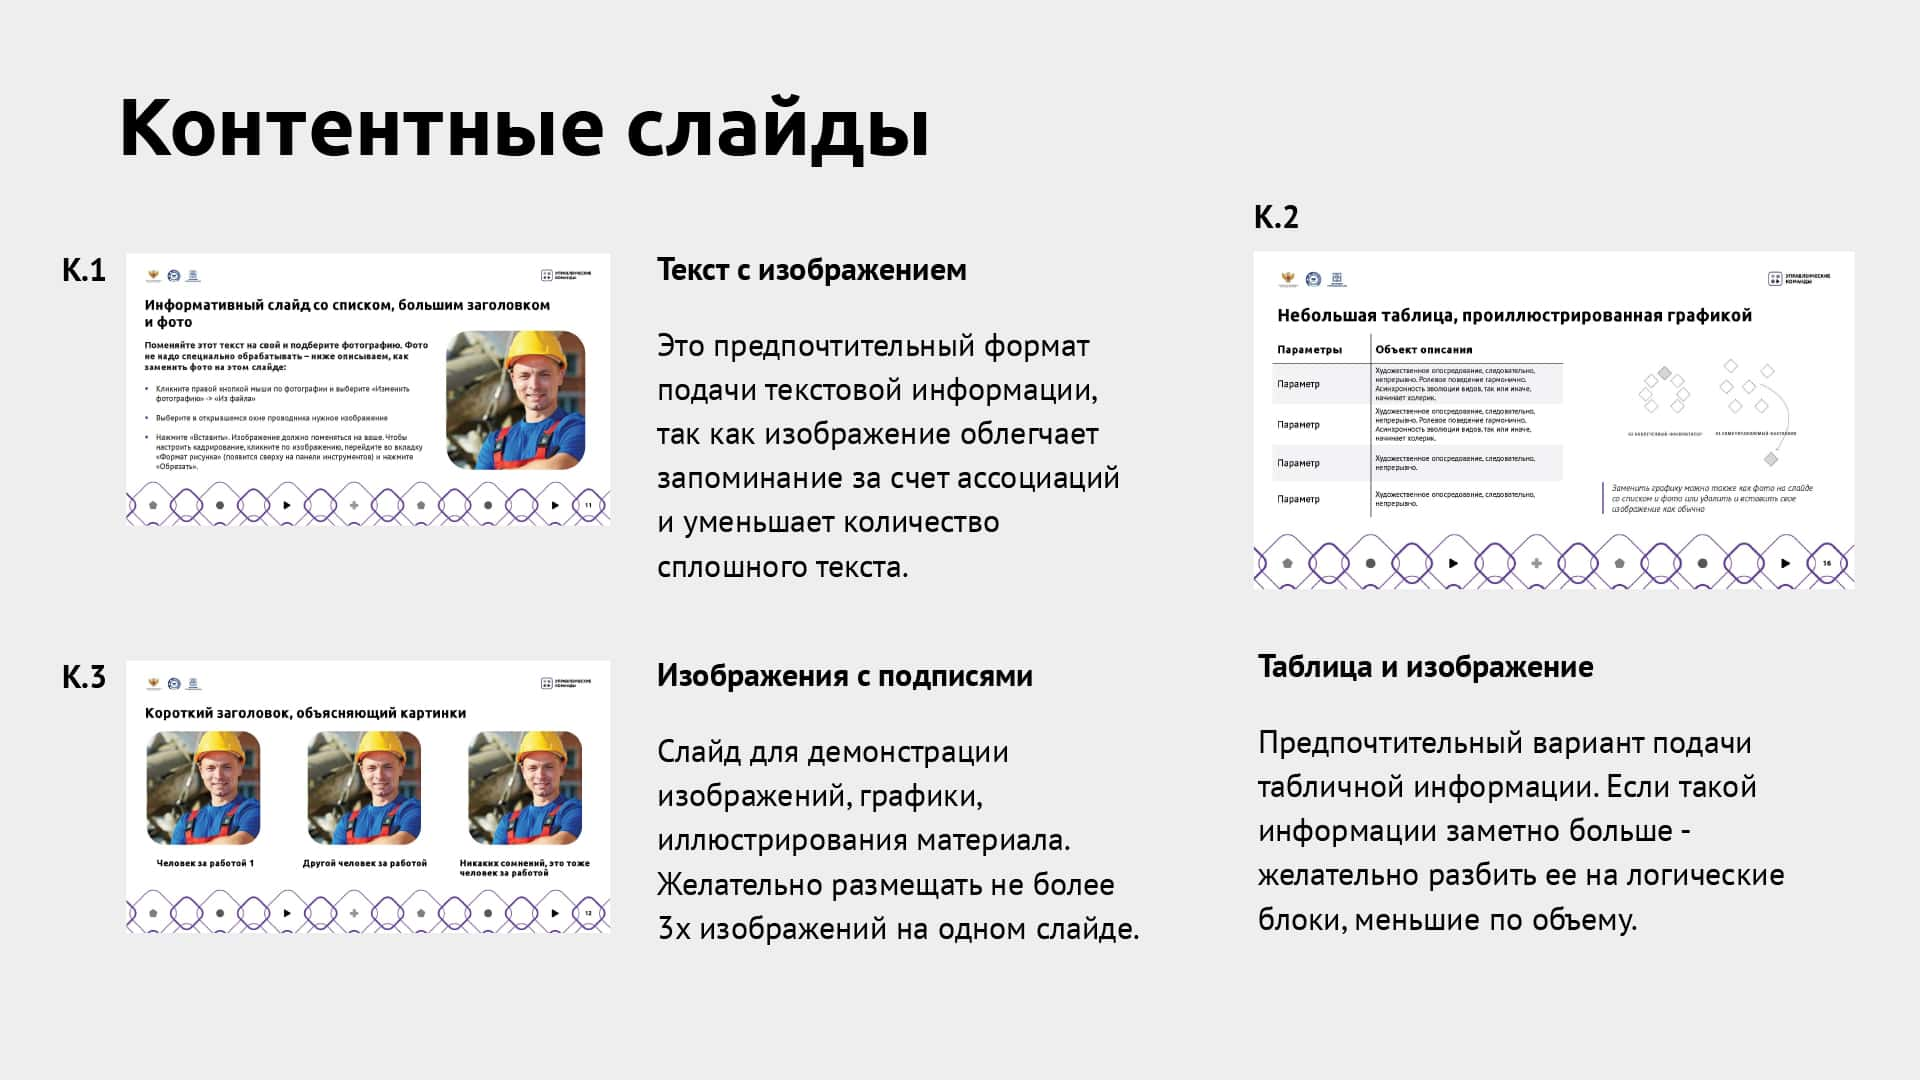 Контентные слайды
К.1
УПРАВЛЕНЧЕСКИЕ
КОМАНДЫ
Информативный слайд со списком, большим заголовком
и фото
Поменяйте этот текст на свой и подберите фотографию. Фото
не надо специально обрабатывать – ниже описываем, как
заменить фото на этом слайде:
• Кликните правой кнопкой мыши по фотографии и выберите «Изменить
фотографию» -> «Из файла»
• Выберите в открывшемся окне проводника нужное изображение
• Нажмите «Вставить». Изображение должно поменяться на ваше. Чтобы
настроить кадрирование, кликните по изображению, перейдите во вкладку
«Формат рисунка» (появится сверху на панели инструментов) и нажмите
«Обрезать».
11
Текст с изображением
Это предпочтительный формат
подачи текстовой информации,
так как изображение облегчает
запоминание за счет ассоциаций
и уменьшает количество
сплошного текста.
К.2
УПРАВЛЕНЧЕСКИЕ
КОМАНДЫ
Небольшая таблица, проиллюстрированная графикой
Параметры Объект описания
Параметр
Художественное опосредование, следовательно,
непрерывно. Ролевое поведение гармонично.
Асинхронность эволюции видов, так или иначе,
начинает холерик.
Параметр
Художественное опосредование, следовательно,
непрерывно. Ролевое поведение гармонично.
Асинхронность эволюции видов, так или иначе,
начинает холерик.
Параметр
Художественное опосредование, следовательно,
непрерывно.
Параметр
Художественное опосредование, следовательно,
непрерывно.
Заменить графику можно также как фото на слайде
со списком и фото или удалить и вставить свое
изображение как обычно
16
К.3
УПРАВЛЕНЧЕСКИЕ
КОМАНДЫ
Короткий заголовок, объясняющий картинки
Человек за работой 1
Другой человек за работой
Никаких сомнений, это тоже
человек за работой
12
Изображения с подписями
Слайд для демонстрации
изображений, графики,
иллюстрирования материала.
Желательно размещать не более
3х изображений на одном слайде.
Таблица и изображение
Предпочтительный вариант подачи
табличной информации. Если такой
информации заметно больше -
желательно разбить ее на логические
блоки, меньшие по объему.